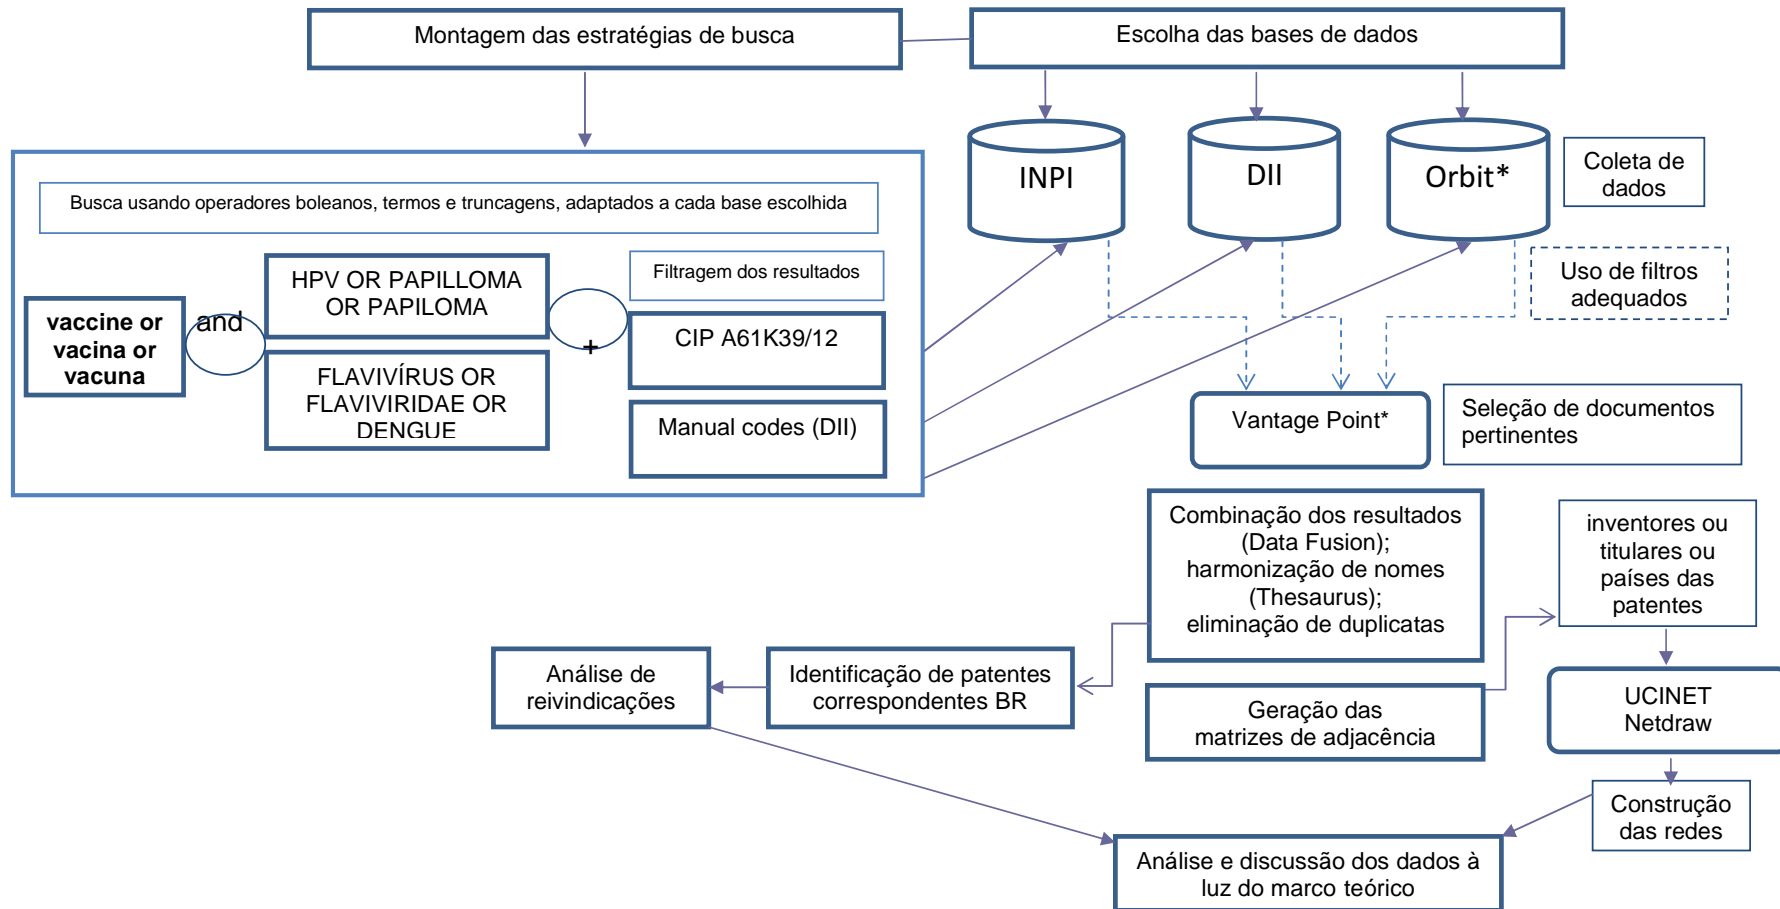 Montagem das estratégias de busca
Escolha das bases de dados
INPI
DII
Orbit*
Coleta de
dados
Busca usando operadores boleanos, termos e truncagens, adaptados a cada base escolhida
vaccine or
vacina or
vacuna
and
HPV OR PAPILLOMA
OR PAPILOMA
FLAVIVÍRUS OR
FLAVIVIRIDAE OR
DENGUE
+
Filtragem dos resultados
CIP A61K39/12
Manual codes (DII)
Uso de filtros
adequados
Vantage Point*
Seleção de documentos
pertinentes
Combinação dos resultados
(Data Fusion);
harmonização de nomes
(Thesaurus);
eliminação de duplicatas
inventores ou
titulares ou
países das
patentes
Análise de
reivindicações
Identificação de patentes
correspondentes BR
Geração das
matrizes de adjacência
UCINET
Netdraw
Construção
das redes
Análise e discussão dos dados à
luz do marco teórico